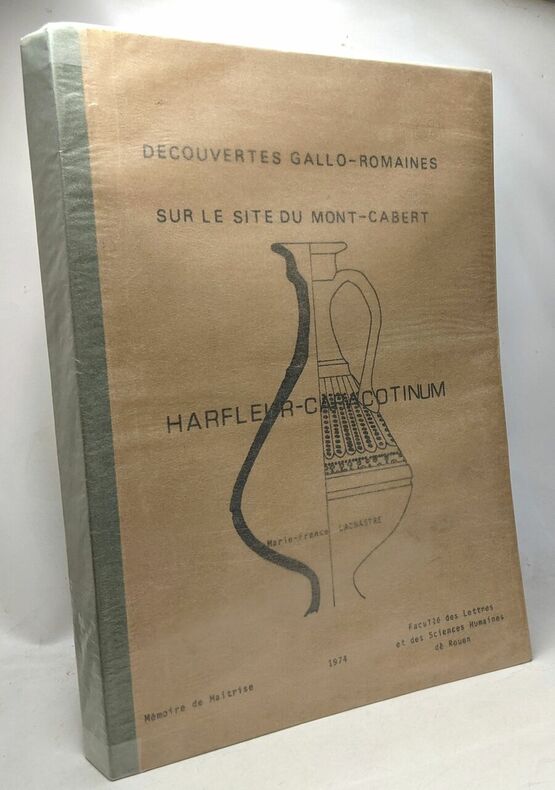 DECOUVERTES GALLO-ROMAINES
SUR LE SITE DU MONT-CABERT
HARFLEUR-CARACOTINUM
Marie-France
Faculté des Lettres
et des Sciences Humaines
de Rouen
1974
Mémoire de Maîtrise